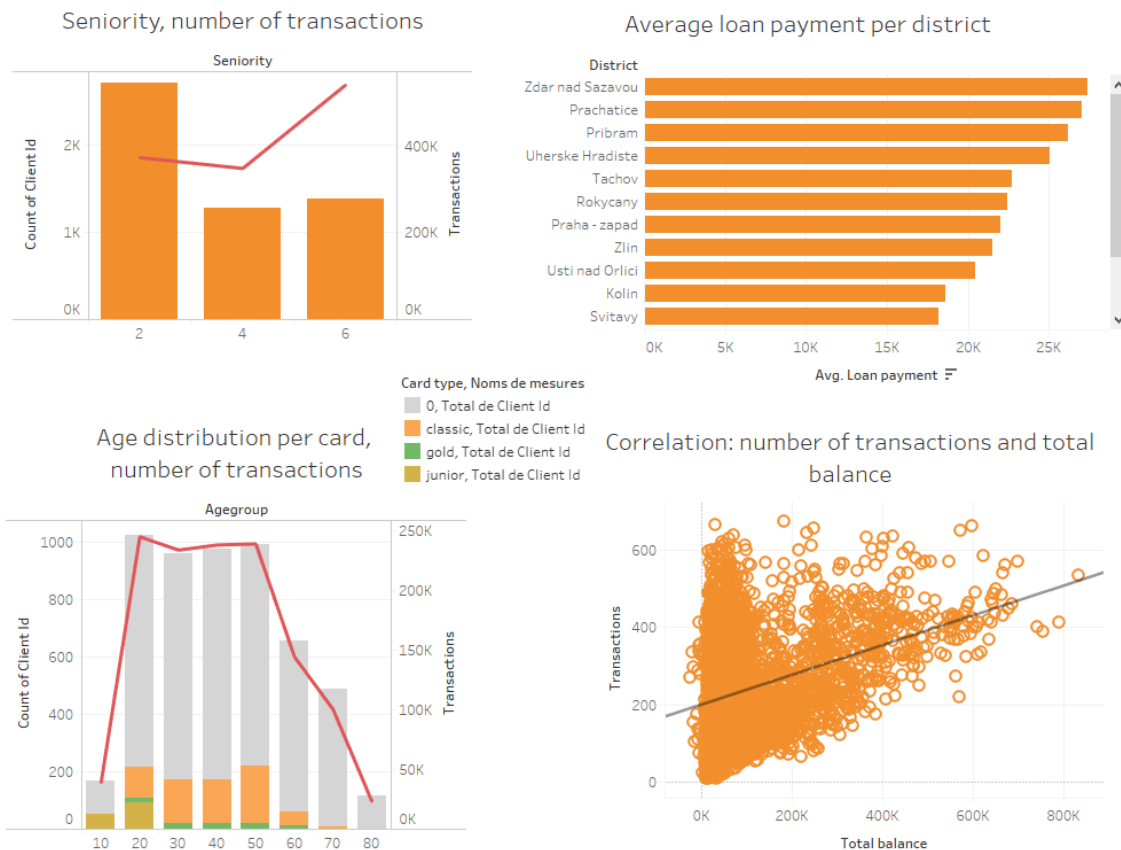 Seniority, number of transactions
Seniority
Count of Client Id
2K
1K
0K
400K
200K
0K
Transactions
2
4
6
Average loan payment per district
District
Zdar nad Sazavou
Prachatice
Pribram
Uherske Hradiste
Tachov
Rokycany
Praha - zapad
Zlin
Usti nad Orlici
Kolin
Svitavy
0K
5K
10K
15K
20K
25K
Avg. Loan payment
Card type, Noms de mesures
0, Total de Client Id
classic, Total de Client Id
gold, Total de Client Id
junior, Total de Client Id
Age distribution per card,
number of transactions
Agegroup
Count of Client Id
1000
800
600
400
200
0
250K
200K
150K
100K
50K
0K
Transactions
10
20
30
40
50
60
70
80
Correlation: number of transactions and total
balance
Transactions
600
400
200
0
0K
200K
400K
600K
800K
Total balance